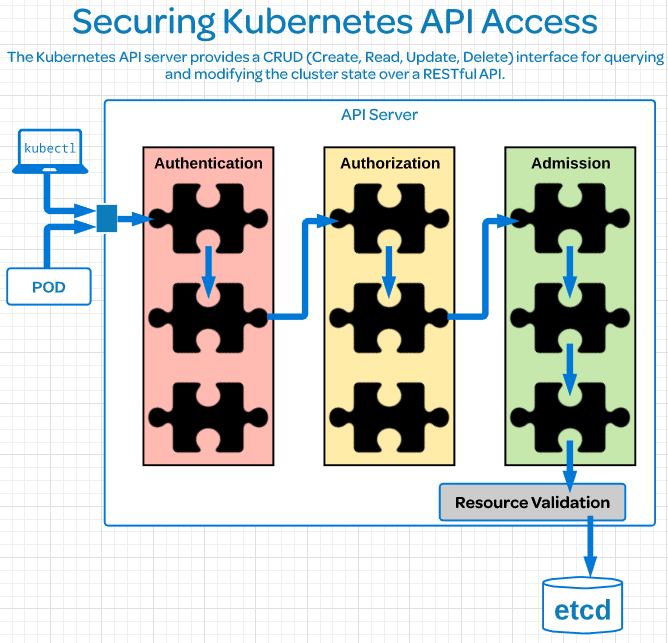 Securing Kubernetes API Access
The Kubernetes API server provides a CRUD (Create, Read, Update, Delete) interface for querying
and modifying the cluster state over a RESTful API.
API Server
kubectl
Authentication
Authorization
Admission
POD
Resource Validation
etcd